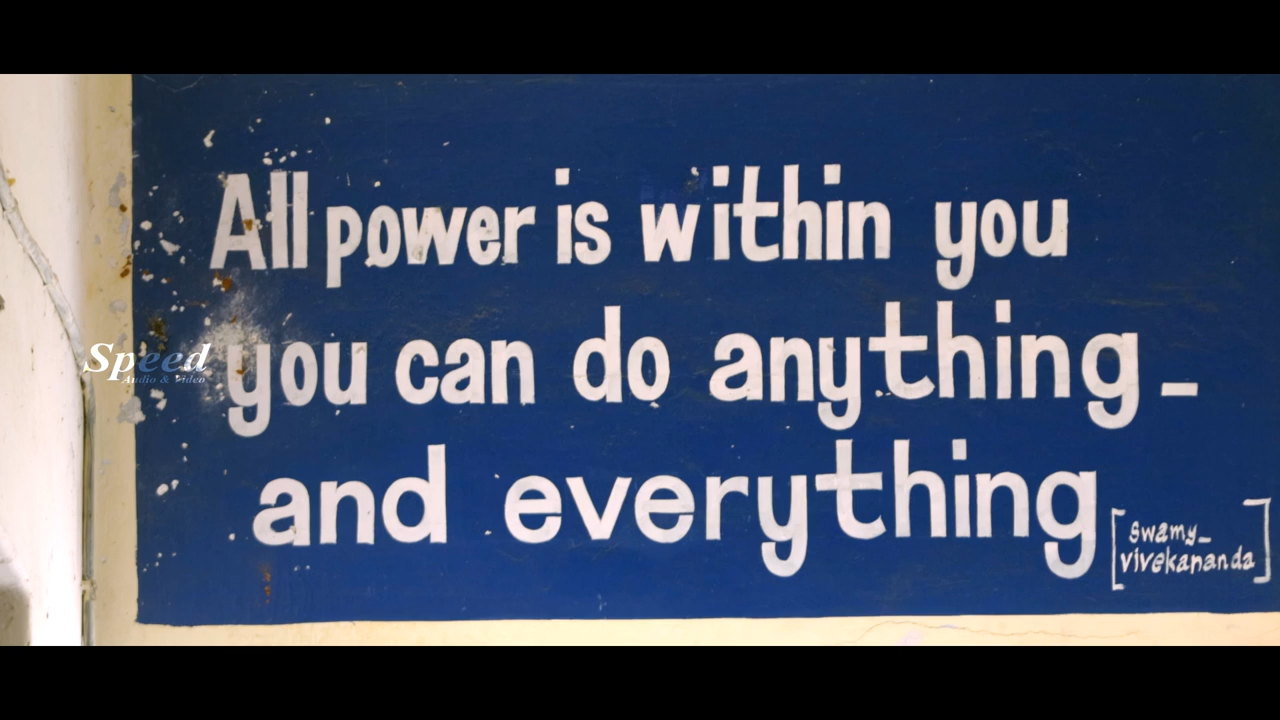 All power is within you
you can do anything -
and everything
[swamy-
vivekananda]
Speed
Audio & Video